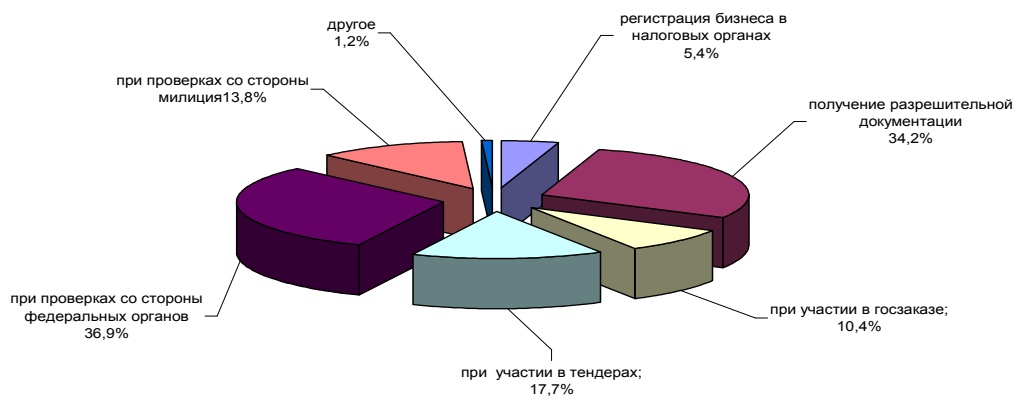 другое
1,2%
регистрация бизнеса в
налоговых органах
5,4%
при проверках со стороны
милиция13,8%
получение разрешительной
документации
34,2%
при проверках со стороны
федеральных органов
36,9%
при участии в госзаказе;
10,4%
при  участии в тендерах;
17,7%